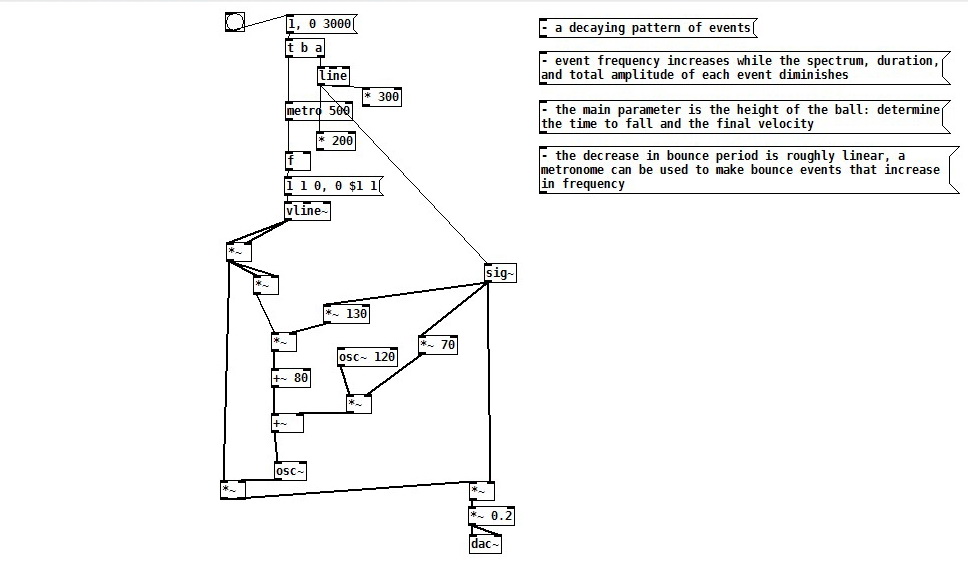 1, 0 3000
t b a
line
* 300
metro 500
* 200
f
1 1 0, 0 $1 1
vline~
*~
*~
sig~
*~ 130
*~
*~ 70
osc~ 120
+~ 80
*~
+~
osc~
*~
*~
*~ 0.2
dac~
- a decaying pattern of events
- event frequency increases while the spectrum, duration,
and total amplitude of each event diminishes
- the main parameter is the height of the ball: determine
the time to fall and the final velocity
- the decrease in bounce period is roughly linear, a
metronome can be used to make bounce events that increase
in frequency